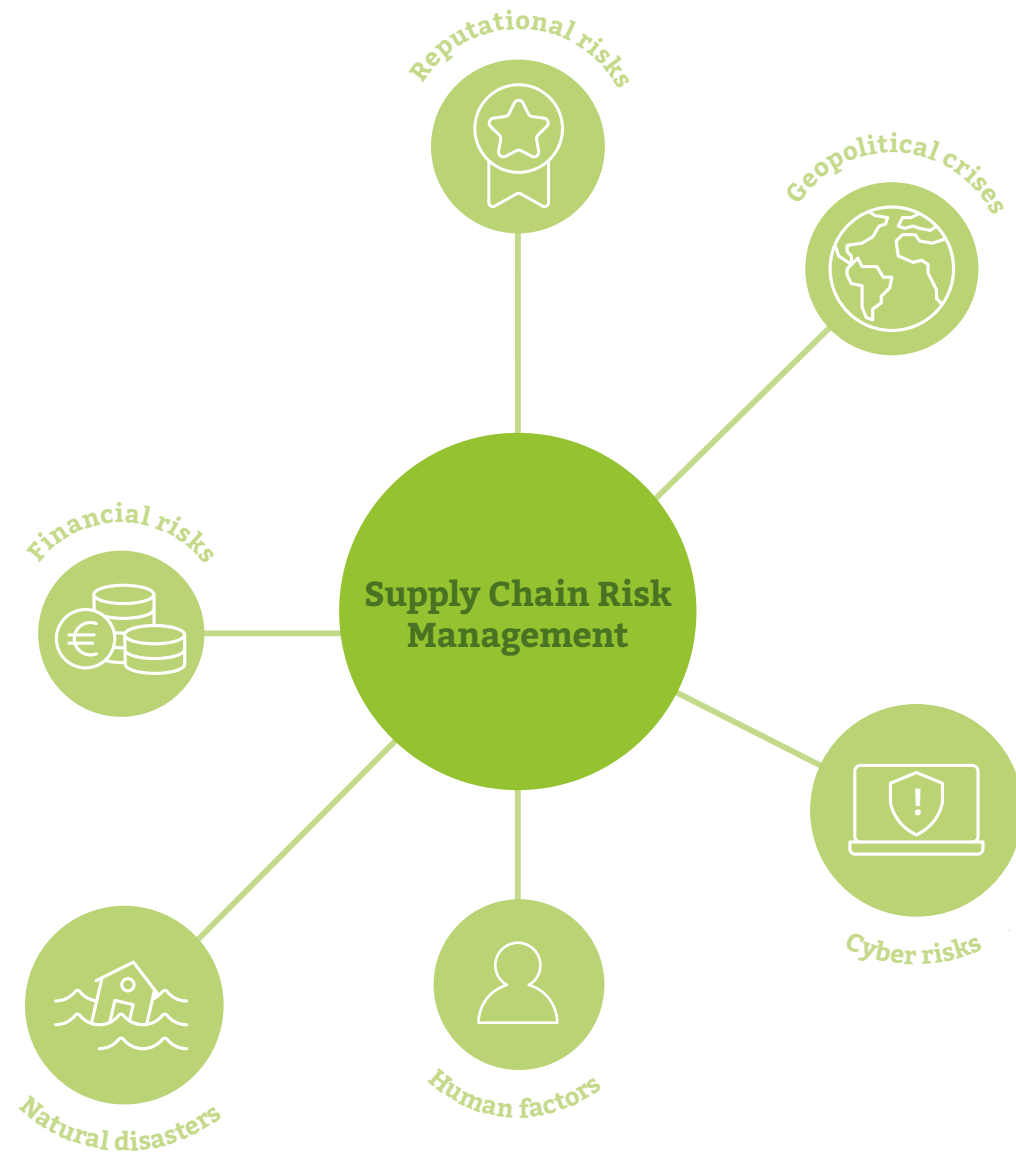 Reputational risks
Geopolitical crises
Financial risks
€
Supply Chain Risk
Management
!
Cyber risks
Human factors
Natural disasters